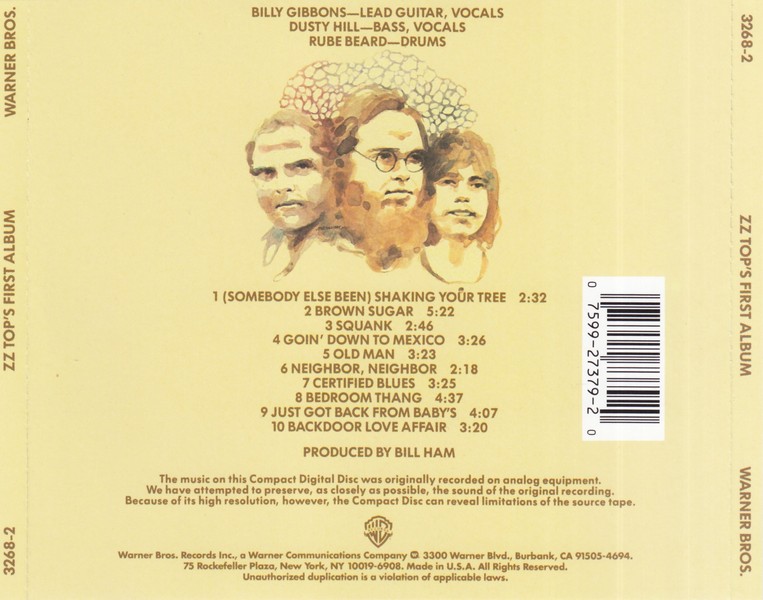 BILLY GIBBONS—LEAD GUITAR, VOCALS
DUSTY HILL—BASS, VOCALS
RUBE BEARD—DRUMS
1 (SOMEBODY ELSE BEEN) SHAKING YOUR TREE 2:32
2 BROWN SUGAR 5:22
3 SQUANK 2:46
4 GOIN' DOWN TO MEXICO 3:26
5 OLD MAN 3:23
6 NEIGHBOR, NEIGHBOR 2:18
7 CERTIFIED BLUES 3:25
8 BEDROOM THANG 4:37
9 JUST GOT BACK FROM BABY'S 4:07
10 BACKDOOR LOVE AFFAIR 3:20
PRODUCED BY BILL HAM
The music on this Compact Digital Disc was originally recorded on analog equipment.
We have attempted to preserve, as closely as possible, the sound of the original recording.
Because of its high resolution, however, the Compact Disc can reveal limitations of the source tape.
Warner Bros. Records Inc., a Warner Communications Company ℗ 3300 Warner Blvd., Burbank, CA 91505-4694.
75 Rockefeller Plaza, New York, NY 10019-6908. Made in U.S.A. All Rights Reserved.
Unauthorized duplication is a violation of applicable laws.
3268-2 ZZ TOP'S FIRST ALBUM WARNER BROS.
3268-2 ZZ TOP'S FIRST ALBUM WARNER BROS.
0 7599-27379-2 0